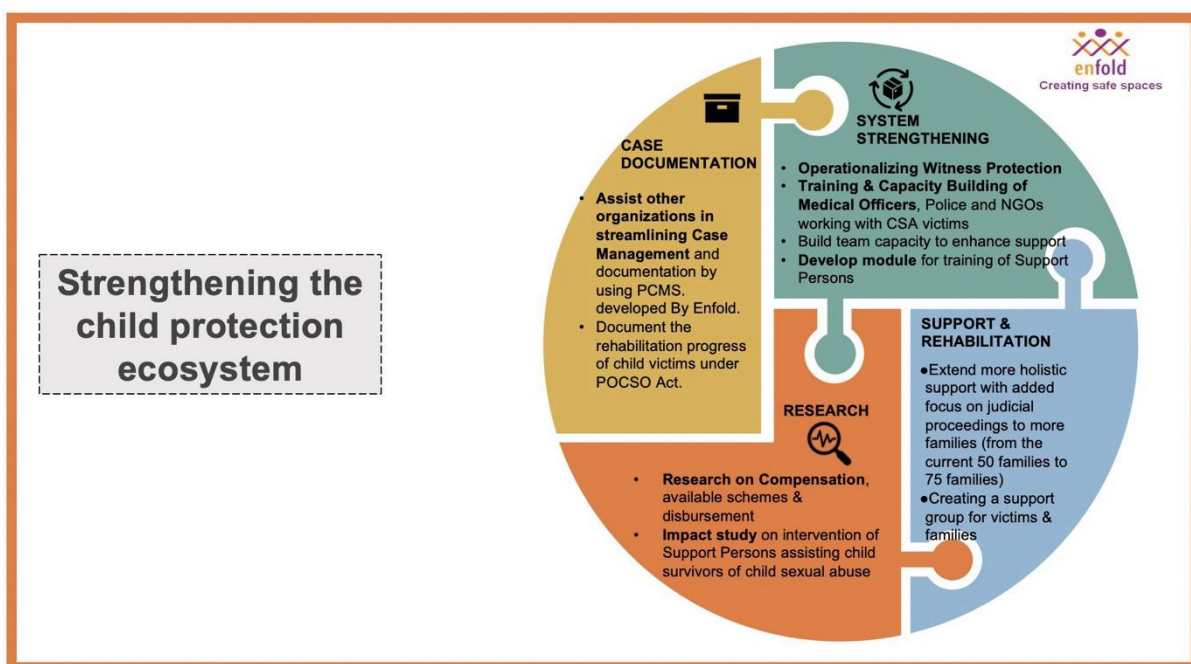 enfold
Creating safe spaces
Strengthening the
child protection
ecosystem
CASE
DOCUMENTATION
• Assist other
organizations in
streamlining Case
Management and
documentation by
using PCMS.
developed By Enfold.
• Document the
rehabilitation progress
of child victims under
POCSO Act.
SYSTEM
STRENGTHENING
• Operationalizing Witness Protection
• Training & Capacity Building of
Medical Officers, Police and NGOs
working with CSA victims
• Build team capacity to enhance support
• Develop module for training of Support
Persons
RESEARCH
• Research on Compensation,
available schemes &
disbursement
• Impact study on intervention of
Support Persons assisting child
survivors of child sexual abuse
SUPPORT &
REHABILITATION
●Extend more holistic
support with added
focus on judicial
proceedings to more
families (from the
current 50 families to
75 families)
●Creating a support
group for victims &
families